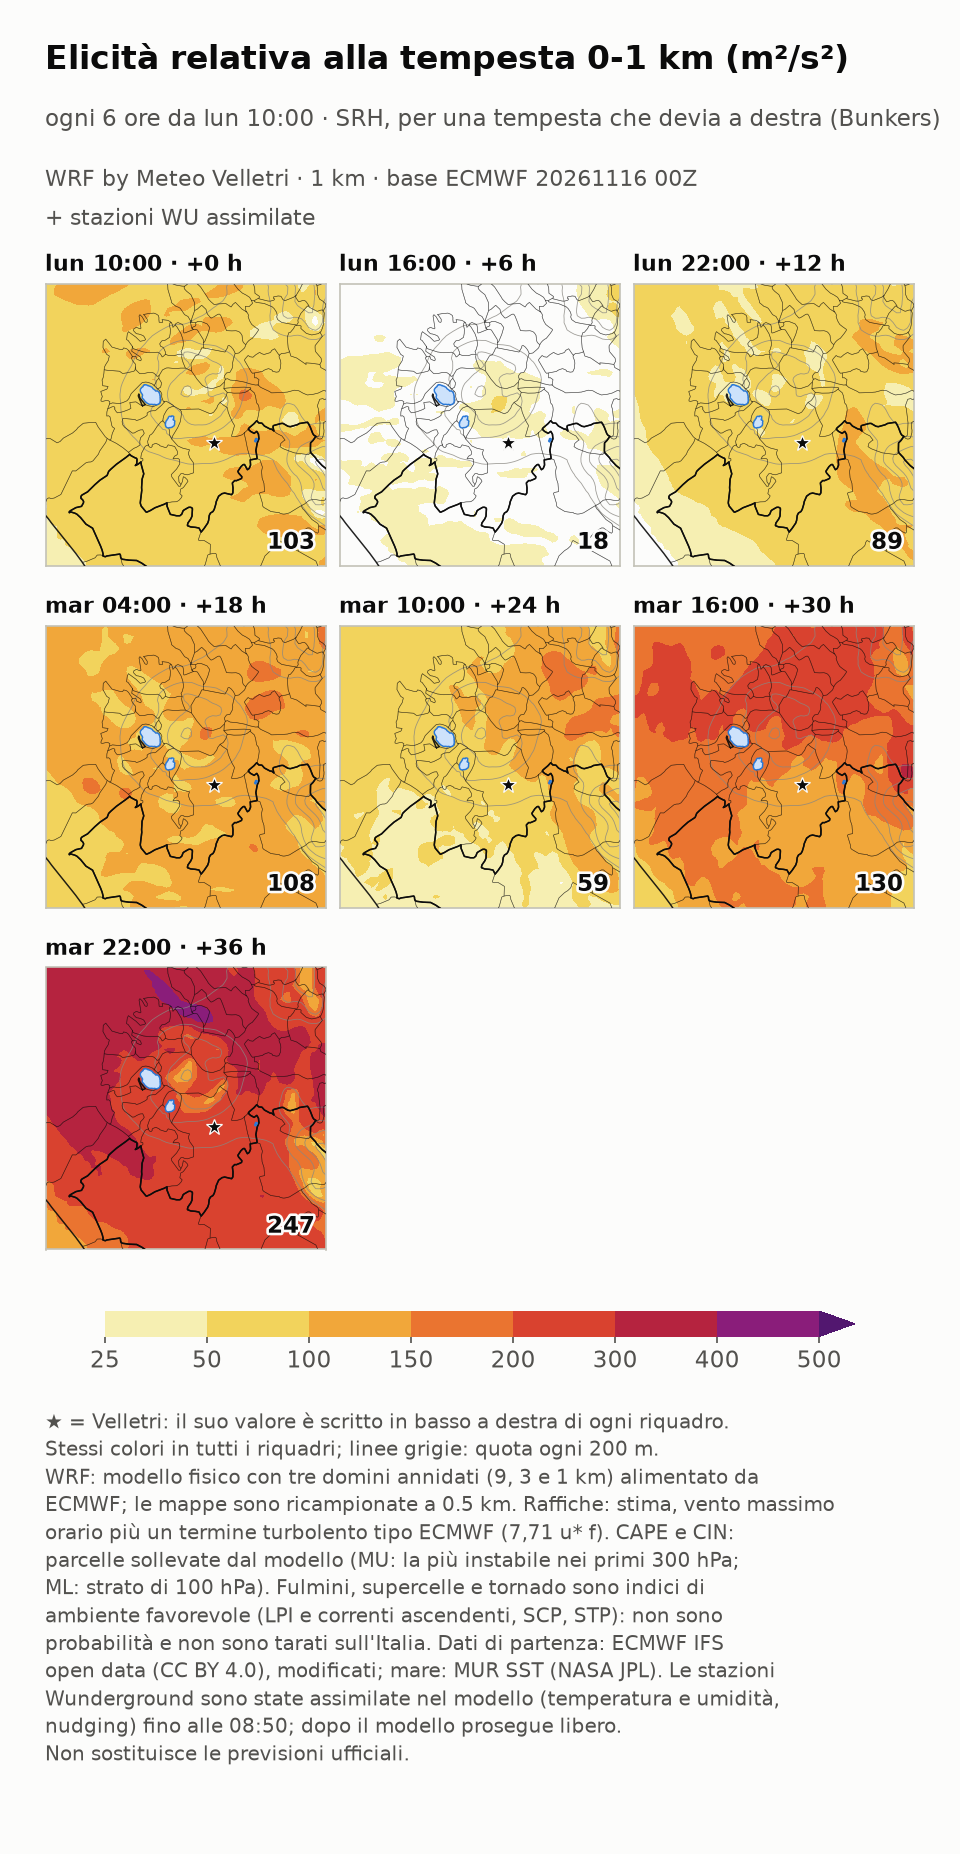 Elicità relativa alla tempesta 0-1 km (m²/s²)
ogni 6 ore da lun 10:00 · SRH, per una tempesta che devia a destra (Bunkers)
WRF by Meteo Velletri · 1 km · base ECMWF 20261116 00Z
+ stazioni WU assimilate
lun 10:00 · +0 h
lun 16:00 · +6 h
lun 22:00 · +12 h
103
18
89
mar 04:00 · +18 h
mar 10:00 · +24 h
mar 16:00 · +30 h
108
59
130
mar 22:00 · +36 h
247
25 50 100 150 200 300 400 500
★ = Velletri: il suo valore è scritto in basso a destra di ogni riquadro.
Stessi colori in tutti i riquadri; linee grigie: quota ogni 200 m.
WRF: modello fisico con tre domini annidati (9, 3 e 1 km) alimentato da
ECMWF; le mappe sono ricampionate a 0.5 km. Raffiche: stima, vento massimo
orario più un termine turbolento tipo ECMWF (7,71 u* f). CAPE e CIN:
parcelle sollevate dal modello (MU: la più instabile nei primi 300 hPa;
ML: strato di 100 hPa). Fulmini, supercelle e tornado sono indici di
ambiente favorevole (LPI e correnti ascendenti, SCP, STP): non sono
probabilità e non sono tarati sull'Italia. Dati di partenza: ECMWF IFS
open data (CC BY 4.0), modificati; mare: MUR SST (NASA JPL). Le stazioni
Wunderground sono state assimilate nel modello (temperatura e umidità,
nudging) fino alle 08:50; dopo il modello prosegue libero.
Non sostituisce le previsioni ufficiali.